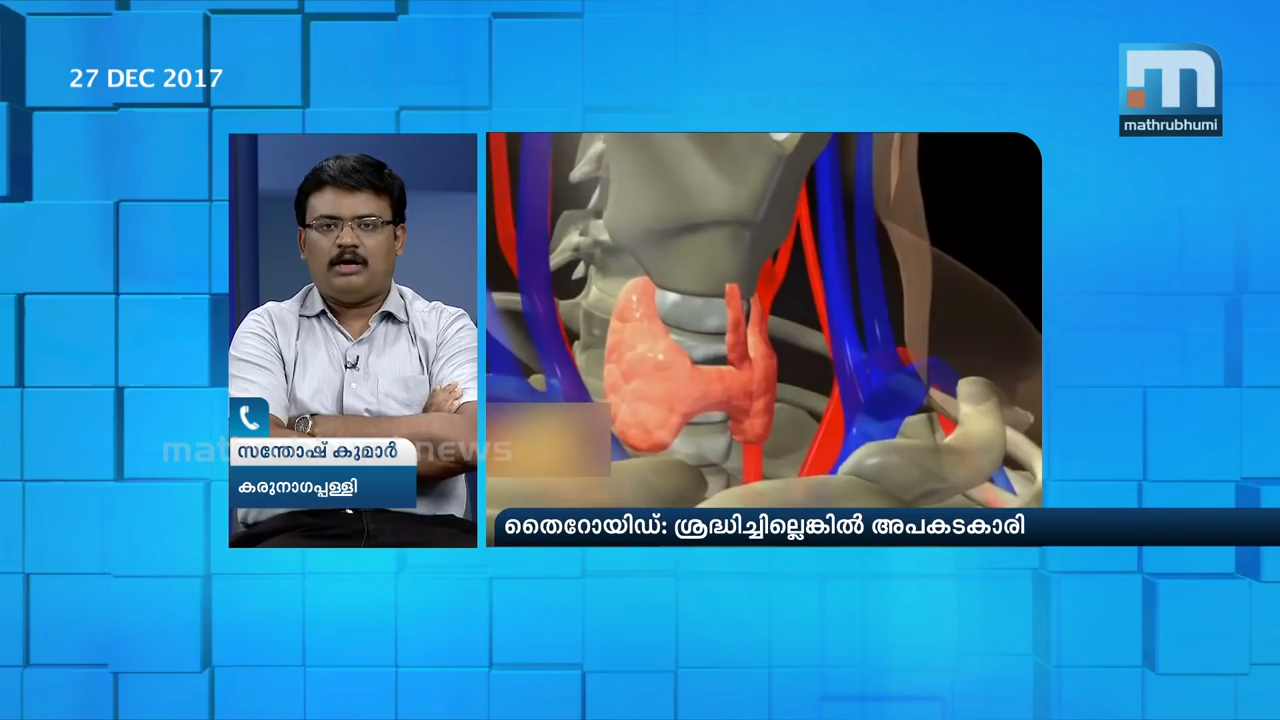 27 DEC 2017
mathrubhumi
സന്തോഷ് കുമാർ
കരുനാഗപ്പള്ളി
തൈറോയിഡ്: ശ്രദ്ധിച്ചില്ലെങ്കിൽ അപകടകാരി